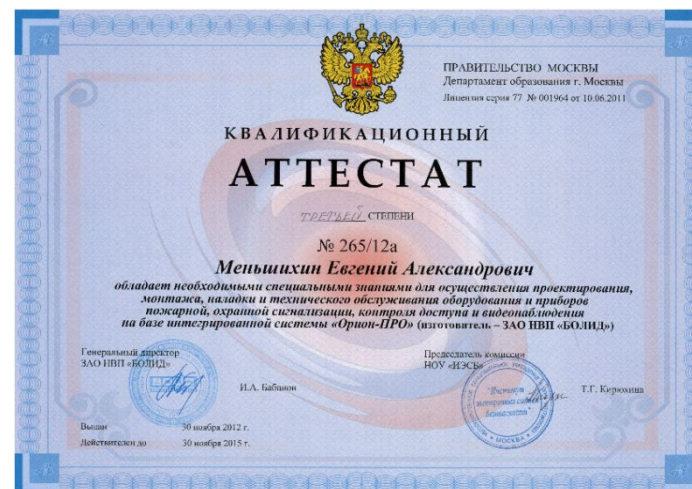 ПРАВИТЕЛЬСТВО МОСКВЫ
Департамент образования г. Москвы
Лицензия серия 77 № 001964 от 10.06.2011
КВАЛИФИКАЦИОННЫЙ
АТТЕСТАТ
ТРЕТЬЕЙ СТЕПЕНИ
№ 265/12а
Меньшихин Евгений Александрович
обладает необходимыми специальными знаниями для осуществления проектирования,
монтажа, наладки и технического обслуживания оборудования и приборов
пожарной, охранной сигнализации, контроля доступа и видеонаблюдения
на базе интегрированной системы «Орион-ПРО» (изготовитель – ЗАО НВП «БОЛИД»)
Генеральный директор
ЗАО НВП «БОЛИД»
И.А. Бабанов
Председатель комиссии
НОУ «ИЭСБ»
Т.Г. Кирюхина
МОСКВА
Выдан 30 ноября 2012 г.
Действителен до 30 ноября 2015 г.